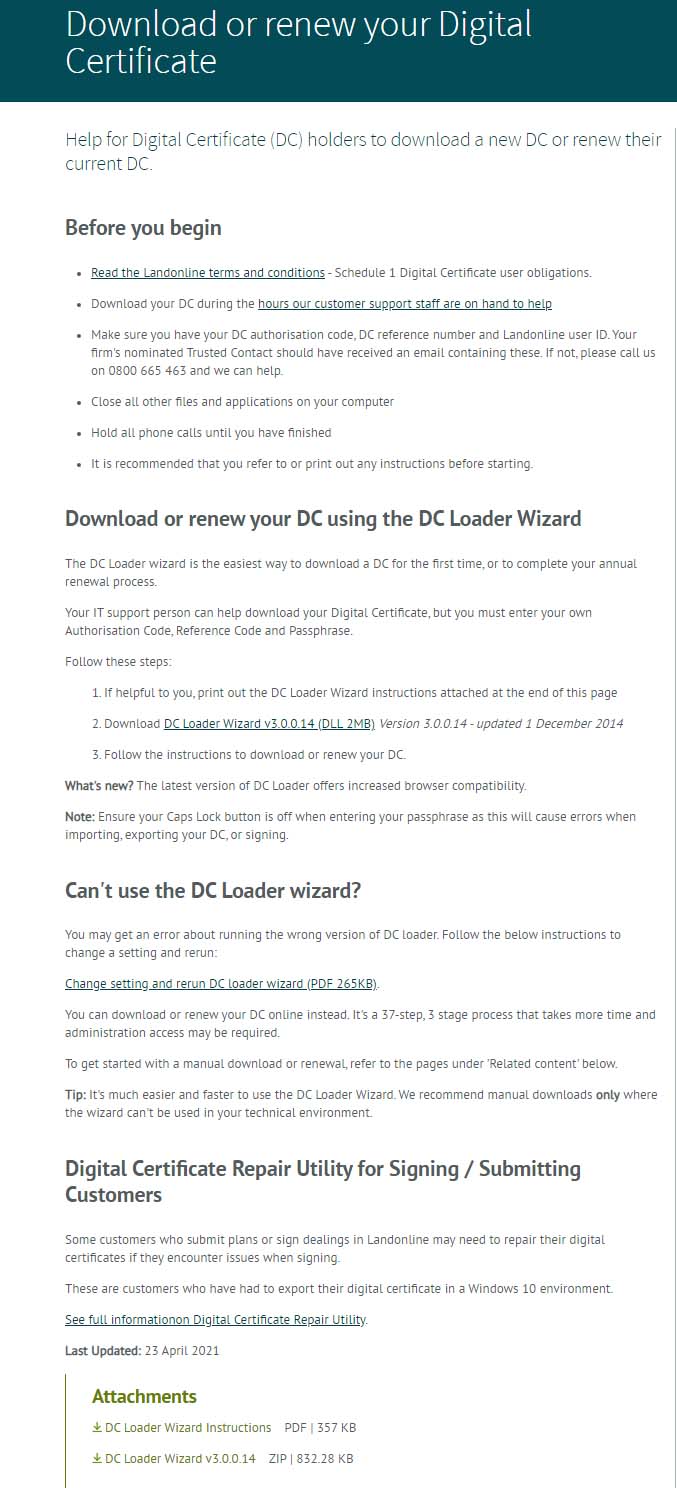 Download or renew your Digital
Certificate
Help for Digital Certificate (DC) holders to download a new DC or renew their
current DC.
Before you begin
• Read the Landonline terms and conditions - Schedule 1 Digital Certificate user obligations.
• Download your DC during the hours our customer support staff are on hand to help
• Make sure you have your DC authorisation code, DC reference number and Landonline user ID. Your
firm's nominated Trusted Contact should have received an email containing these. If not, please call us
on 0800 665 463 and we can help.
• Close all other files and applications on your computer
• Hold all phone calls until you have finished
• It is recommended that you refer to or print out any instructions before starting.
Download or renew your DC using the DC Loader Wizard
The DC Loader wizard is the easiest way to download a DC for the first time, or to complete your annual
renewal process.
Your IT support person can help download your Digital Certificate, but you must enter your own
Authorisation Code, Reference Code and Passphrase.
Follow these steps:
1. If helpful to you, print out the DC Loader Wizard instructions attached at the end of this page
2. Download DC Loader Wizard v3.0.0.14 (DLL 2MB) Version 3.0.0.14 - updated 1 December 2014
3. Follow the instructions to download or renew your DC.
What's new? The latest version of DC Loader offers increased browser compatibility.
Note: Ensure your Caps Lock button is off when entering your passphrase as this will cause errors when
importing, exporting your DC, or signing.
Can't use the DC Loader wizard?
You may get an error about running the wrong version of DC loader. Follow the below instructions to
change a setting and rerun:
Change setting and rerun DC loader wizard (PDF 265KB).
You can download or renew your DC online instead. It's a 37-step, 3 stage process that takes more time and
administration access may be required.
To get started with a manual download or renewal, refer to the pages under 'Related content' below.
Tip: It's much easier and faster to use the DC Loader Wizard. We recommend manual downloads only where
the wizard can't be used in your technical environment.
Digital Certificate Repair Utility for Signing / Submitting
Customers
Some customers who submit plans or sign dealings in Landonline may need to repair their digital
certificates if they encounter issues when signing.
These are customers who have had to export their digital certificate in a Windows 10 environment.
See full informationon Digital Certificate Repair Utility.
Last Updated: 23 April 2021
Attachments
DC Loader Wizard Instructions PDF | 357 KB
DC Loader Wizard v3.0.0.14 ZIP | 832.28 KB